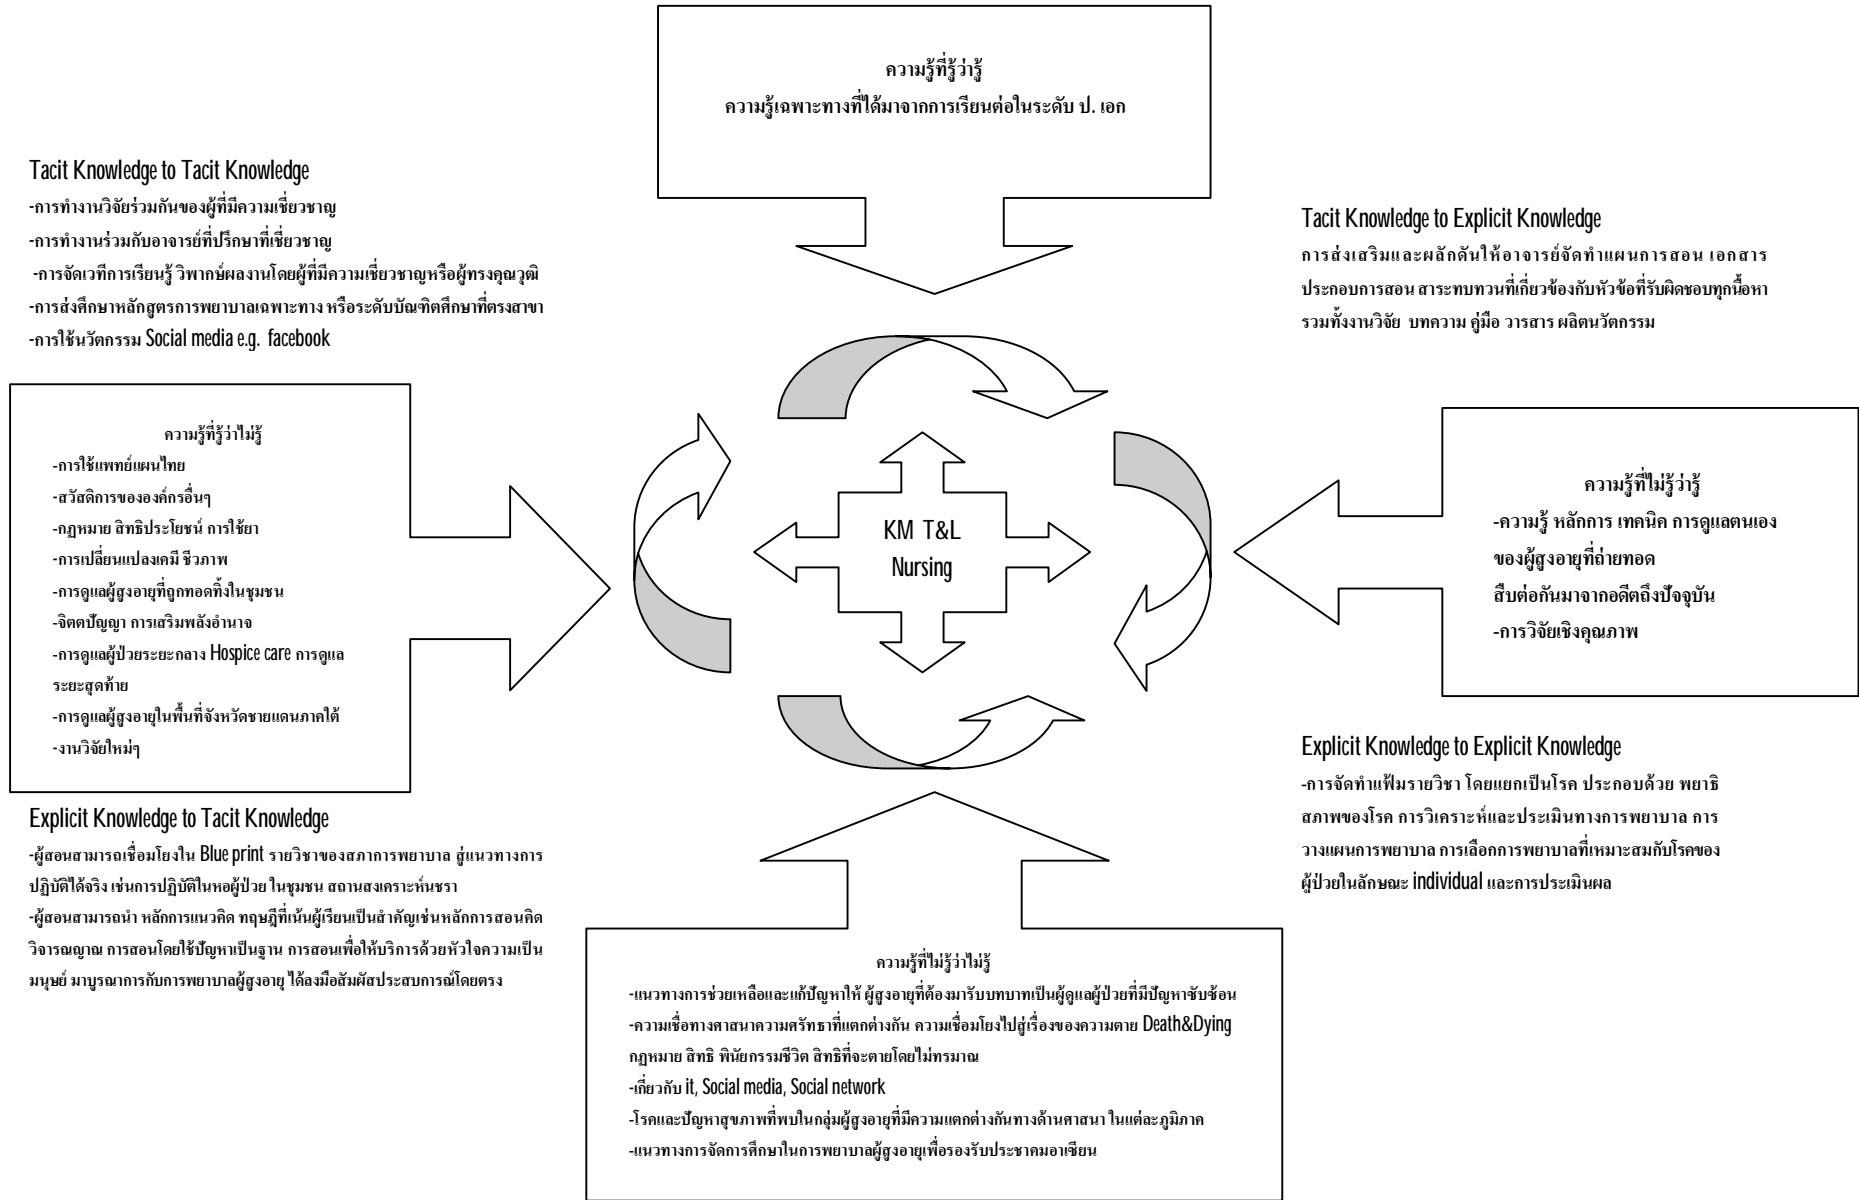 ความรู้ที่รู้ว่ารู้
ความรู้เฉพาะทางที่ได้มาจากการเรียนต่อในระดับ ป. เอก
Tacit Knowledge to Tacit Knowledge
-การทำงานวิจัยร่วมกันของผู้ที่มีความเชี่ยวชาญ
-การทำงานร่วมกับอาจารย์ที่ปรึกษาที่เชี่ยวชาญ
-การจัดเวทีการเรียนรู้ วิพากษ์ผลงานโดยผู้ที่มีความเชี่ยวชาญหรือผู้ทรงคุณวุฒิ
-การส่งศึกษาหลักสูตรการพยาบาลเฉพาะทาง หรือระดับบัณฑิตศึกษาที่ตรงสาขา
-การใช้นวัตกรรม Social media e.g. facebook
Tacit Knowledge to Explicit Knowledge
การส่งเสริมและผลักดันให้อาจารย์จัดทำแผนการสอน เอกสาร
ประกอบการสอน สาระทบทวนที่เกี่ยวข้องกับหัวข้อที่รับผิดชอบทุกนื้อหา
รวมทั้งงานวิจัย บทความ คู่มือ วารสาร ผลิตนวัตกรรม
ความรู้ที่รู้ว่าไม่รู้
-การใช้แพทย์แผนไทย
-สวัสดิการขององค์กรอื่นๆ
-กฎหมาย สิทธิประโยชน์ การใช้ยา
-การเปลี่ยนแปลงเคมี ชีวภาพ
-การดูแลผู้สูงอายุที่ถูกทอดทิ้งในชุมชน
-จิตตปัญญา การเสริมพลังอำนาจ
-การดูแลผู้ป่วยระยะกลาง Hospice care การดูแล
ระยะสุดท้าย
-การดูแลผู้สูงอายุในพื้นที่จังหวัดชายแดนภาคใต้
-งานวิจัยใหม่ๆ
KM T&L
Nursing
ความรู้ที่ไม่รู้ว่ารู้
-ความรู้ หลักการ เทคนิค การดูแลตนเอง
ของผู้สูงอายุที่ถ่ายทอด
สืบต่อกันมาจากอดีตถึงปัจจุบัน
-การวิจัยเชิงคุณภาพ
Explicit Knowledge to Tacit Knowledge
-ผู้สอนสามารถเชื่อมโยงใน Blue print รายวิชาของสภาการพยาบาล สู่แนวทางการ
ปฏิบัติได้จริง เช่นการปฏิบัติในหอผู้ป่วย ในชุมชน สถานสงเคราะห์นชรา
-ผู้สอนสามารถนำ หลักการแนวคิด ทฤษฎีที่เน้นผู้เรียนเป็นสำคัญเช่นหลักการสอนคิด
วิจารณญาณ การสอนโดยใช้ปัญหาเป็นฐาน การสอนเพื่อให้บริการด้วยหัวใจความเป็น
มนุษย์ มาบูรณาการกับการพยาบาลผู้สูงอายุ ได้ลงมือสัมผัสประสบการณ์โดยตรง
Explicit Knowledge to Explicit Knowledge
-การจัดทำแฟ้มรายวิชา โดยแยกเป็นโรค ประกอบด้วย พยาธิ
สภาพของโรค การวิเคราะห์และประเมินทางการพยาบาล การ
วางแผนการพยาบาล การเลือกการพยาบาลที่เหมาะสมกับโรคของ
ผู้ป่วยในลักษณะ individual และการประเมินผล
ความรู้ที่ไม่รู้ว่าไม่รู้
-แนวทางการช่วยเหลือและแก้ปัญหาให้ ผู้สูงอายุที่ต้องมารับบทบาทเป็นผู้ดูแลผู้ป่วยที่มีปัญหาซับซ้อน
-ความเชื่อทางศาสนาความศรัทธาที่แตกต่างกัน ความเชื่อมโยงไปสู่เรื่องของความตาย Death&Dying
กฎหมาย สิทธิ พินัยกรรมชีวิต สิทธิที่จะตายโดยไม่ทรมาณ
-เกี่ยวกับ it, Social media, Social network
-โรคและปัญหาสุขภาพที่พบในกลุ่มผู้สูงอายุที่มีความแตกต่างกันทางด้านศาสนา ในแต่ละภูมิภาค
-แนวทางการจัดการศึกษาในการพยาบาลผู้สูงอายุเพื่อรองรับประชาคมอาเซียน